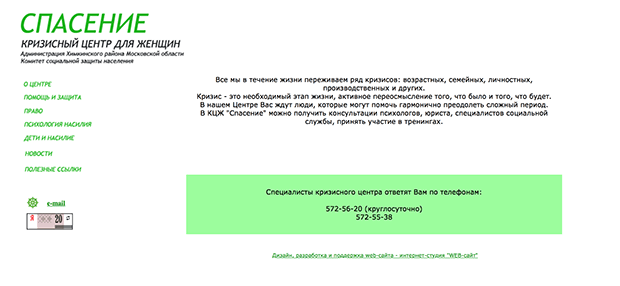 СПАСЕНИЕ
КРИЗИСНЫЙ ЦЕНТР ДЛЯ ЖЕНЩИН
Администрация Химкинского района Московской области
Комитет социальной защиты населения
О ЦЕНТРЕ
ПОМОЩЬ И ЗАЩИТА
ПРАВО
ПСИХОЛОГИЯ НАСИЛИЯ
ДЕТИ И НАСИЛИЕ
НОВОСТИ
ПОЛЕЗНЫЕ ССЫЛКИ
e-mail
20
Все мы в течение жизни переживаем ряд кризисов: возрастных, семейных, личностных,
производственных и других.
Кризис - это необходимый этап жизни, активное переосмысление того, что было и того, что будет.
В нашем Центре Вас ждут люди, которые могут помочь гармонично преодолеть сложный период.
В КЦЖ "Спасение" можно получить консультации психологов, юриста, специалистов социальной
службы, принять участие в тренингах.
Специалисты кризисного центра ответят Вам по телефонам:
572-56-20 (круглосуточно)
572-55-38
Дизайн, разработка и поддержка web-сайта - интернет-студия "WEB-сайт"